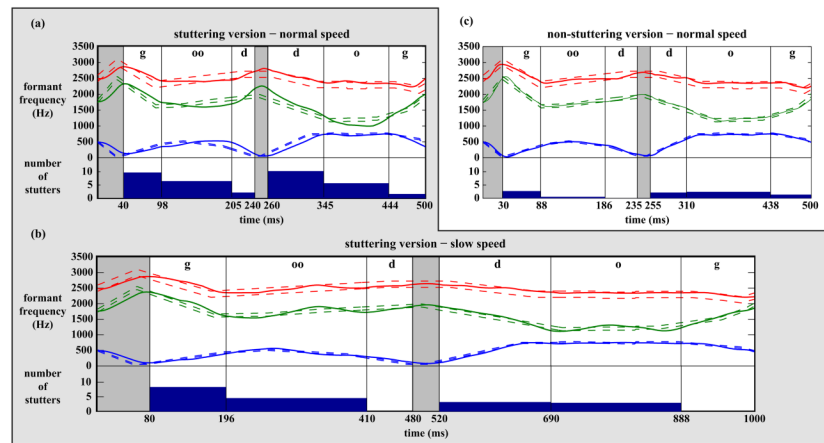 (a) stuttering version − normal speed
g oo d d o g
3500
3000
2500
2000
1500
1000
500
0
formant
frequency
(Hz)
10
5
0
number
of
stutters
40 98 205 240 260 345 444 500
time (ms)
(c) non-stuttering version − normal speed
g oo d d o g
3500
3000
2500
2000
1500
1000
500
0
15
10
5
0
30 88 186 235 255 310 438 500
time (ms)
(b) stuttering version − slow speed
g oo d d o g
3500
3000
2500
2000
1500
1000
500
0
formant
frequency
(Hz)
10
5
0
number
of
stutters
80 196 410 480 520 690 888 1000
time (ms)